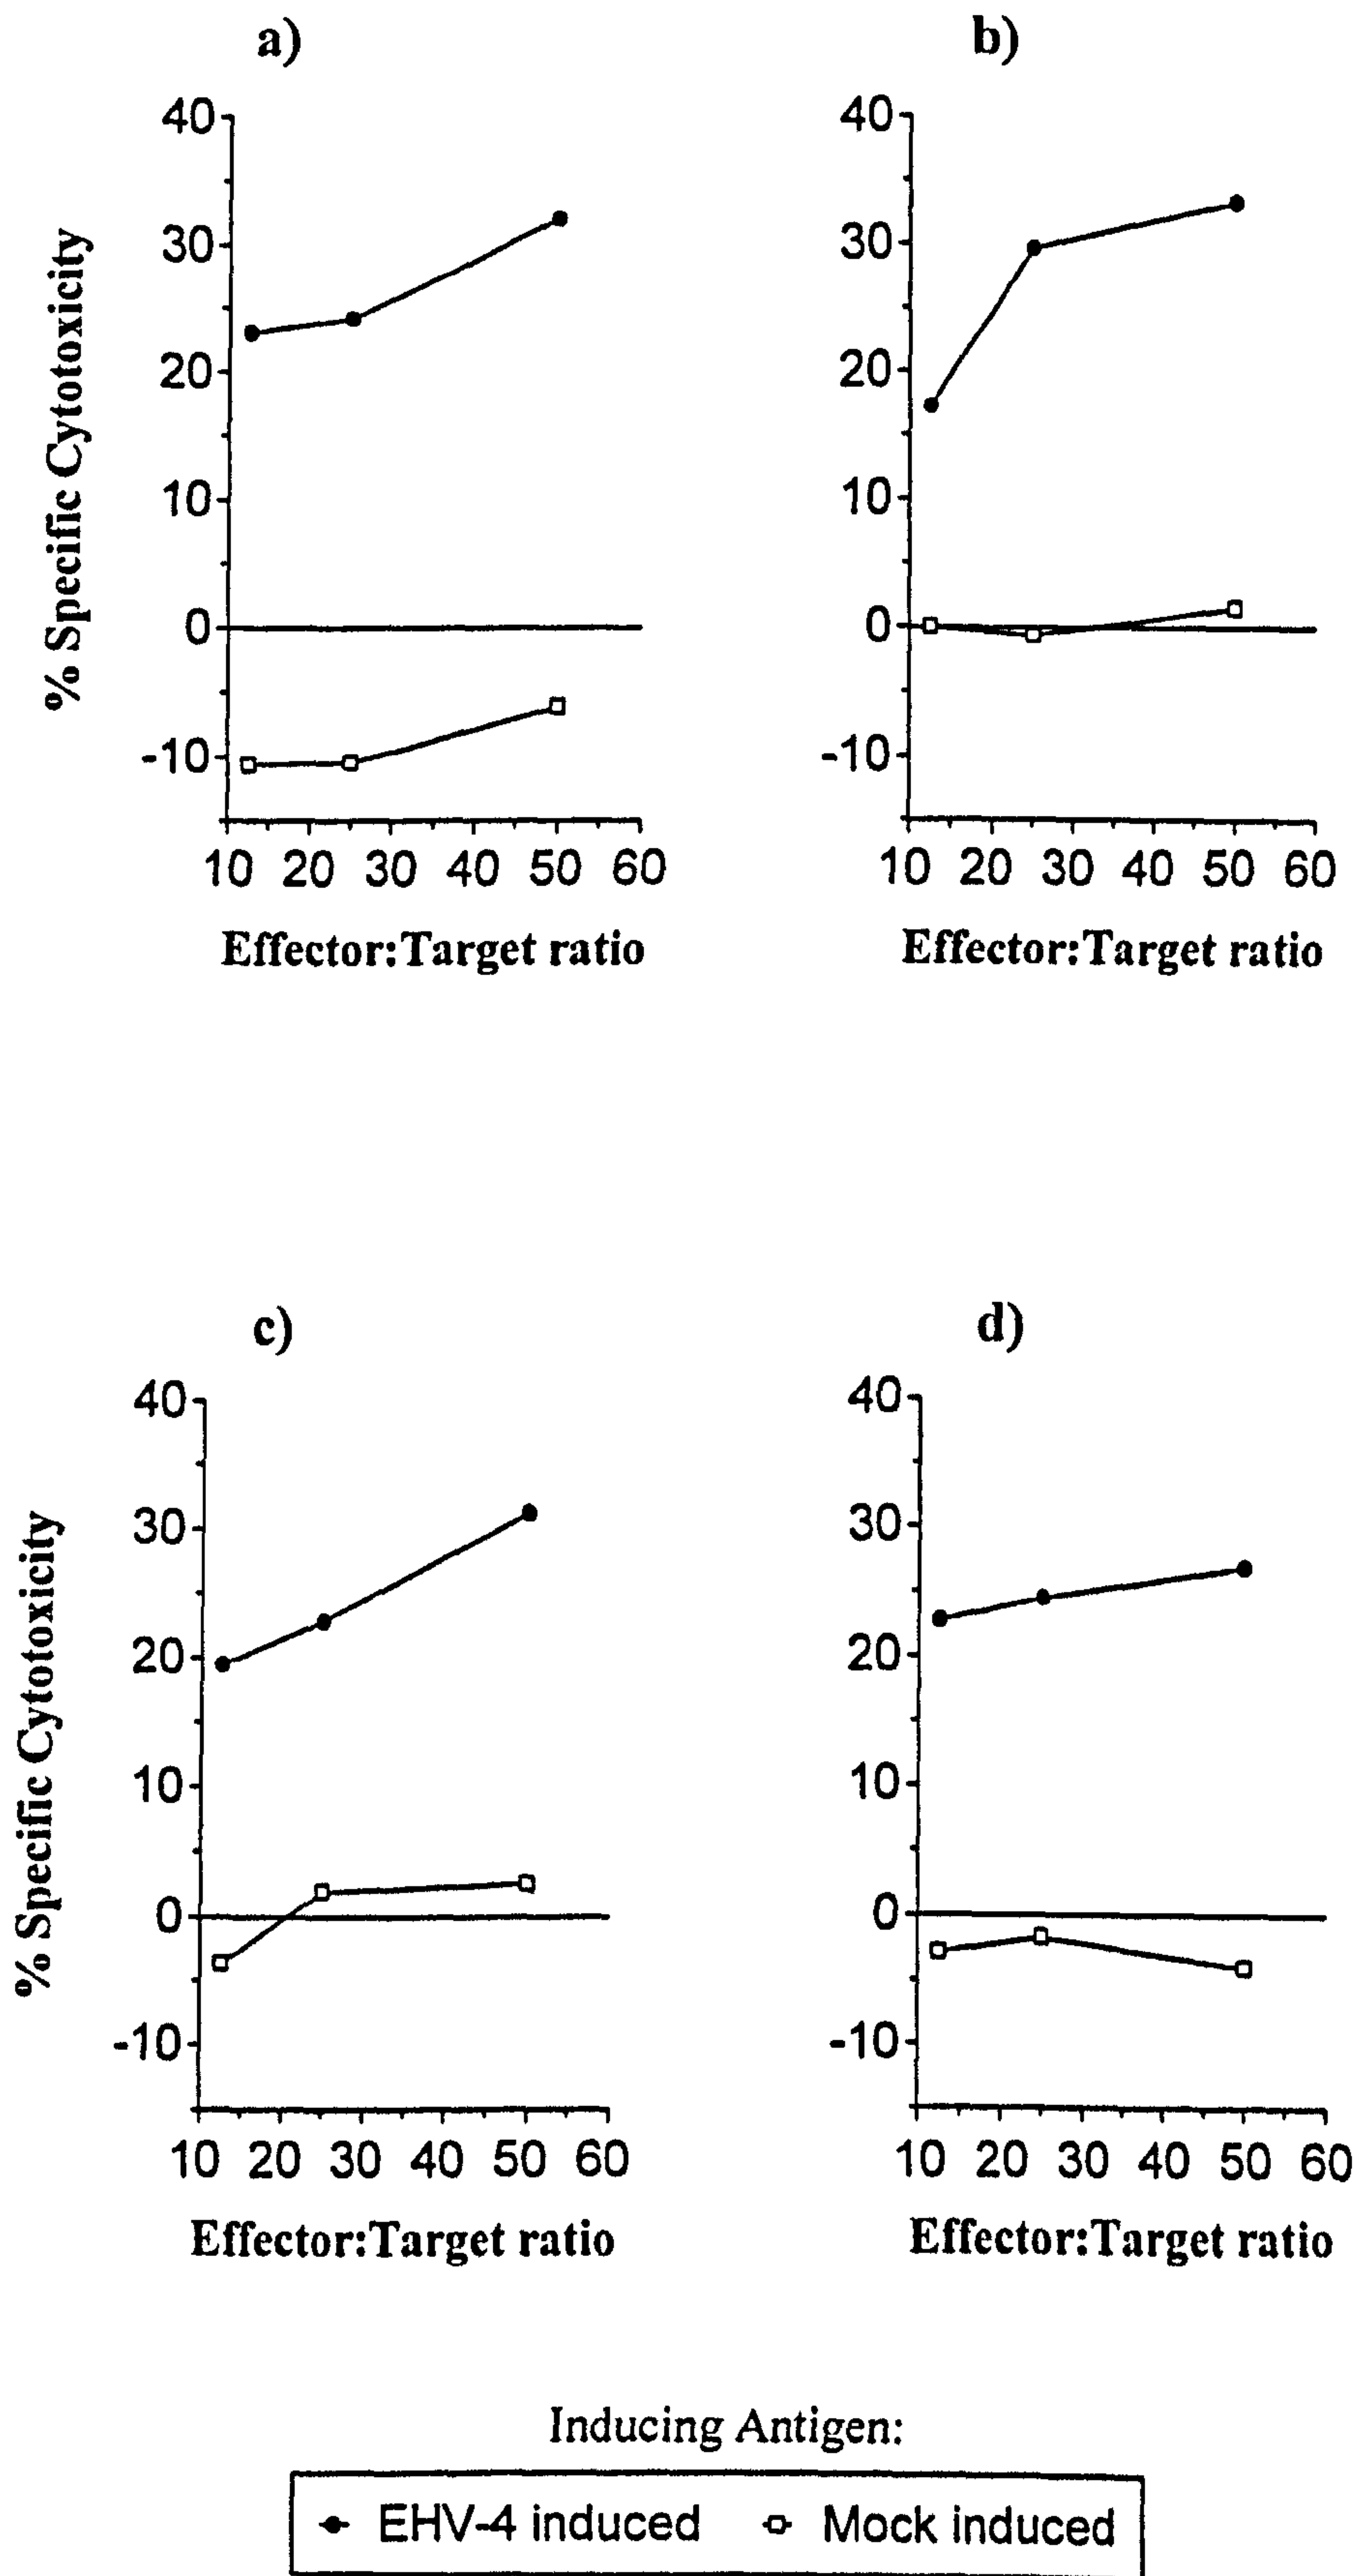 a)
40
30
20
10
0
-10
% Specific Cytotoxicity
10 20 30 40 50 60
Effector:Target ratio
b)
40
30
20
10
0
-10
10 20 30 40 50 60
Effector:Target ratio
c)
40
30
20
10
0
-10
% Specific Cytotoxicity
10 20 30 40 50 60
Effector:Target ratio
d)
40
30
20
10
0
-10
10 20 30 40 50 60
Effector:Target ratio
Inducing Antigen:
EHV-4 induced Mock induced